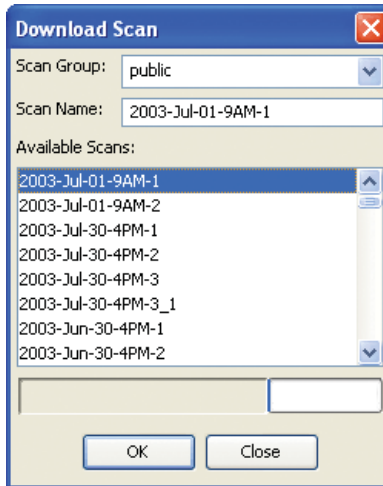 Download Scan
Scan Group: public
Scan Name: 2003-Jul-01-9AM-1
Available Scans:
2003-Jul-01-9AM-1
2003-Jul-01-9AM-2
2003-Jul-30-4PM-1
2003-Jul-30-4PM-2
2003-Jul-30-4PM-3
2003-Jul-30-4PM-3_1
2003-Jun-30-4PM-1
2003-Jun-30-4PM-2
OK Close